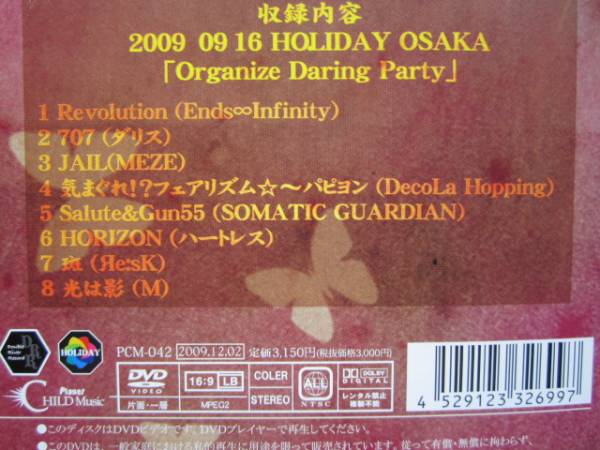 収録内容
2009 09 16 HOLIDAY OSAKA
「Organize Daring Party」
1 Revolution (Ends∞Infinity)
2 707 (ダリス)
3 JAIL(MEZE)
4 気まぐれ!?フェアリズム☆～パピヨン (DecoLa Hopping)
5 Salute&Gun55 (SOMATIC GUARDIAN)
6 HORIZON (ハートレス)
7 斑 (Яe:sK)
8 光は影 (M)
DRR
HOLIDAY
PCM-042 2009.12.02 定価3,150円(税抜価格3,000円)
Planet CHILD Music
DVD VIDEO 16:9 LB COLER STEREO ALL NTSC DOLBY DIGITAL
片面・一層 MPEG2 レンタル禁止 複製不能
4 529123 326997
●このディスクはDVDビデオです。DVDプレイヤーで再生してください。
●このDVDは、一般家庭における私的再生に用途を限って販売されています。従って有償・無償に拘わらず、